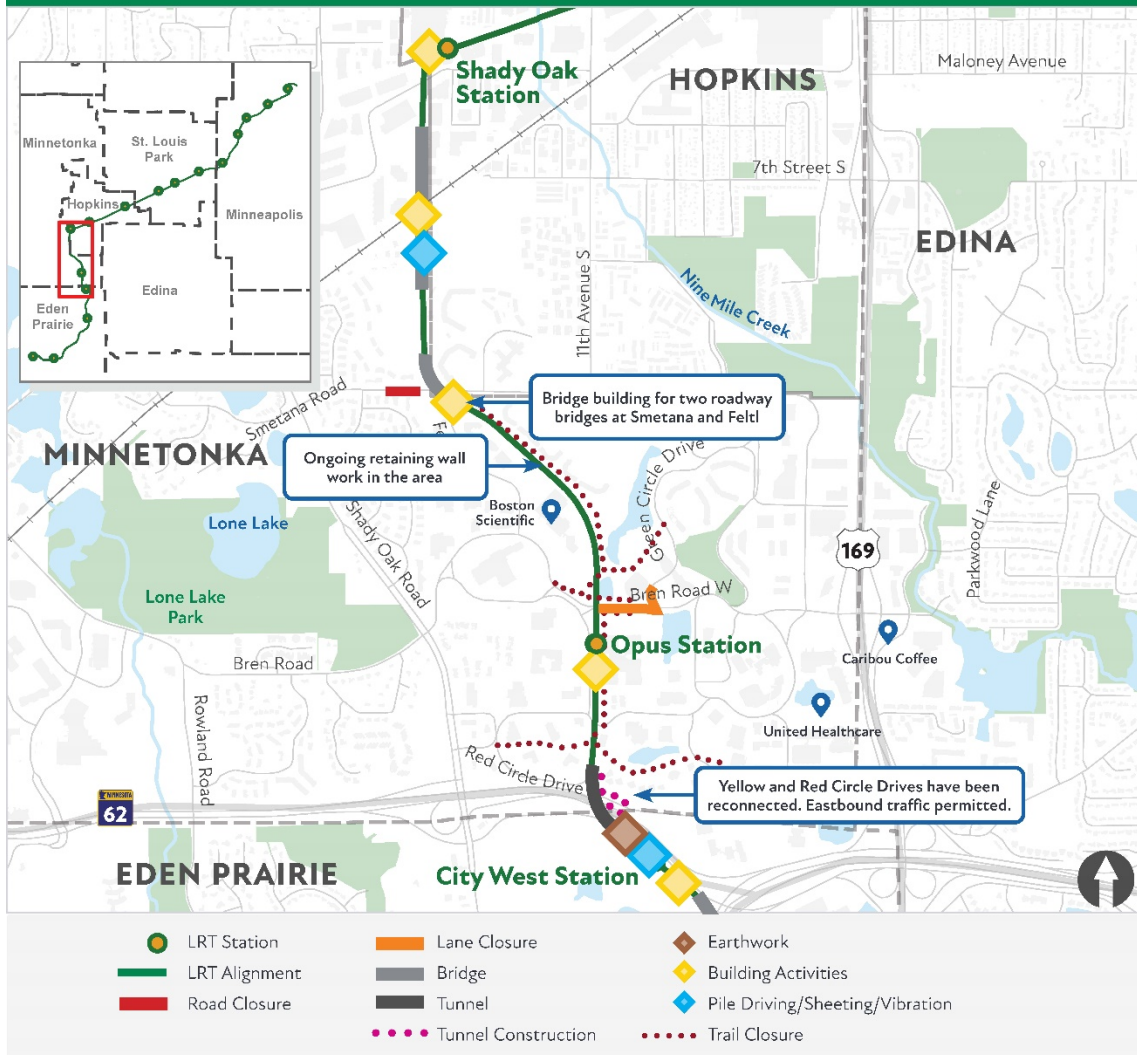 Shady Oak
Station
HOPKINS
Maloney Avenue
Minnetonka
St. Louis
Park
Hopkins
Minneapolis
Edina
Eden
Prairie
7th Street S
EDINA
11th Avenue S
Nine Mile Creek
Smetana Road
Bridge building for two roadway
bridges at Smetana and Feltl
MINNETONKA
Ongoing retaining wall
work in the area
Green Circle Drive
Boston
Scientific
Lone Lake
Shady Oak Road
169
Parkwood Lane
Lone Lake
Park
Bren Road W
Opus Station
Caribou Coffee
Bren Road
Rowland Road
United Healthcare
Red Circle Drive
Yellow and Red Circle Drives have been
reconnected. Eastbound traffic permitted.
MINNESOTA
62
EDEN PRAIRIE
City West Station
LRT Station
LRT Alignment
Road Closure
Lane Closure
Bridge
Tunnel
Tunnel Construction
Earthwork
Building Activities
Pile Driving/Sheeting/Vibration
Trail Closure